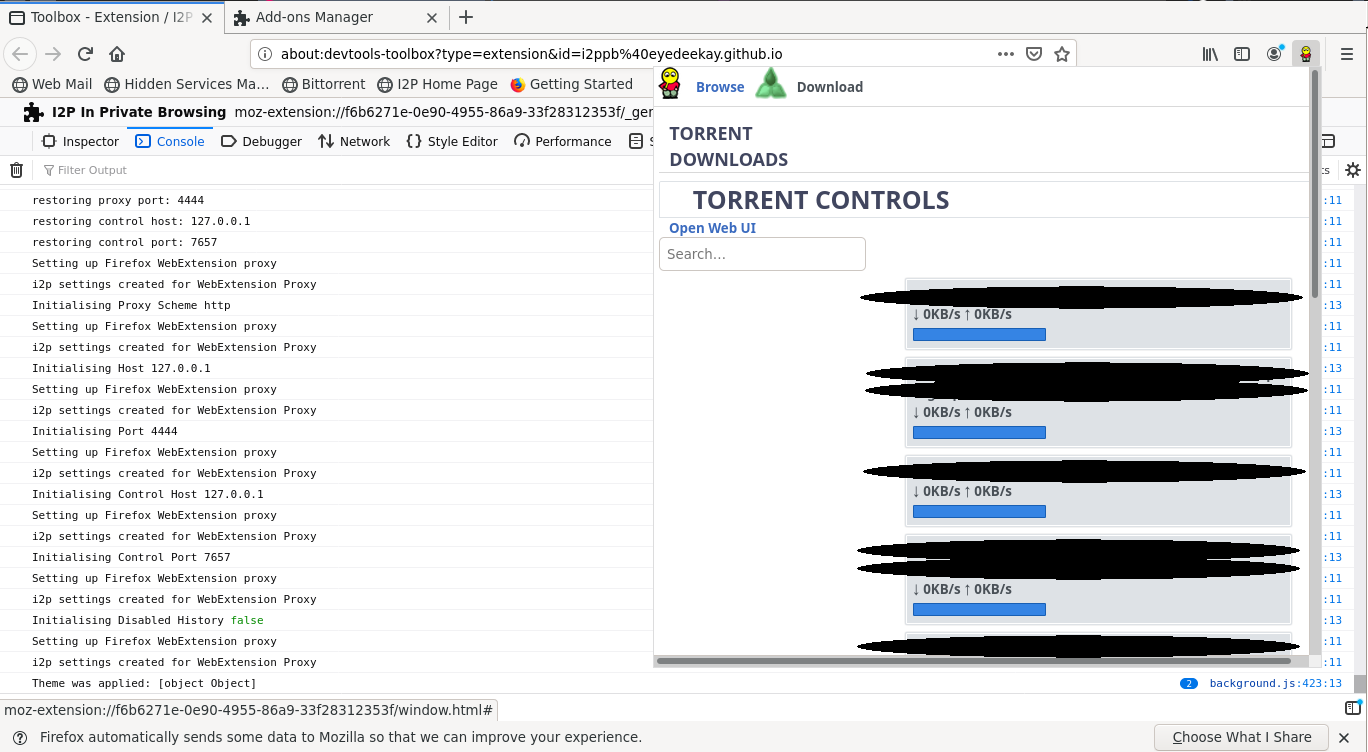 Toolbox - Extension / I2P
Add-ons Manager
about:devtools-toolbox?type=extension&id=i2ppb%40eyedeekay.github.io
Web Mail
Hidden Services Ma…
Bittorrent
I2P Home Page
Getting Started
I2P In Private Browsing
moz-extension://f6b6271e-0e90-4955-86a9-33f28312353f/_ger
Inspector
Console
Debugger
Network
Style Editor
Performance
Filter Output
restoring proxy port: 4444
:11
restoring control host: 127.0.0.1
:11
restoring control port: 7657
:11
Setting up Firefox WebExtension proxy
:11
i2p settings created for WebExtension Proxy
:11
Initialising Proxy Scheme http
:13
Setting up Firefox WebExtension proxy
:11
i2p settings created for WebExtension Proxy
:11
Initialising Host 127.0.0.1
:13
Setting up Firefox WebExtension proxy
:11
i2p settings created for WebExtension Proxy
:11
Initialising Port 4444
:13
Setting up Firefox WebExtension proxy
:11
i2p settings created for WebExtension Proxy
:11
Initialising Control Host 127.0.0.1
:13
Setting up Firefox WebExtension proxy
:11
i2p settings created for WebExtension Proxy
:11
Initialising Control Port 7657
:13
Setting up Firefox WebExtension proxy
:11
i2p settings created for WebExtension Proxy
:11
Initialising Disabled History false
:13
Setting up Firefox WebExtension proxy
:11
i2p settings created for WebExtension Proxy
:11
Theme was applied: [object Object]
2
background.js:423:13
Browse
Download
TORRENT
DOWNLOADS
TORRENT CONTROLS
Open Web UI
Search...
↓ 0KB/s ↑ 0KB/s
↓ 0KB/s ↑ 0KB/s
↓ 0KB/s ↑ 0KB/s
↓ 0KB/s ↑ 0KB/s
moz-extension://f6b6271e-0e90-4955-86a9-33f28312353f/window.html#
Firefox automatically sends some data to Mozilla so that we can improve your experience.
Choose What I Share